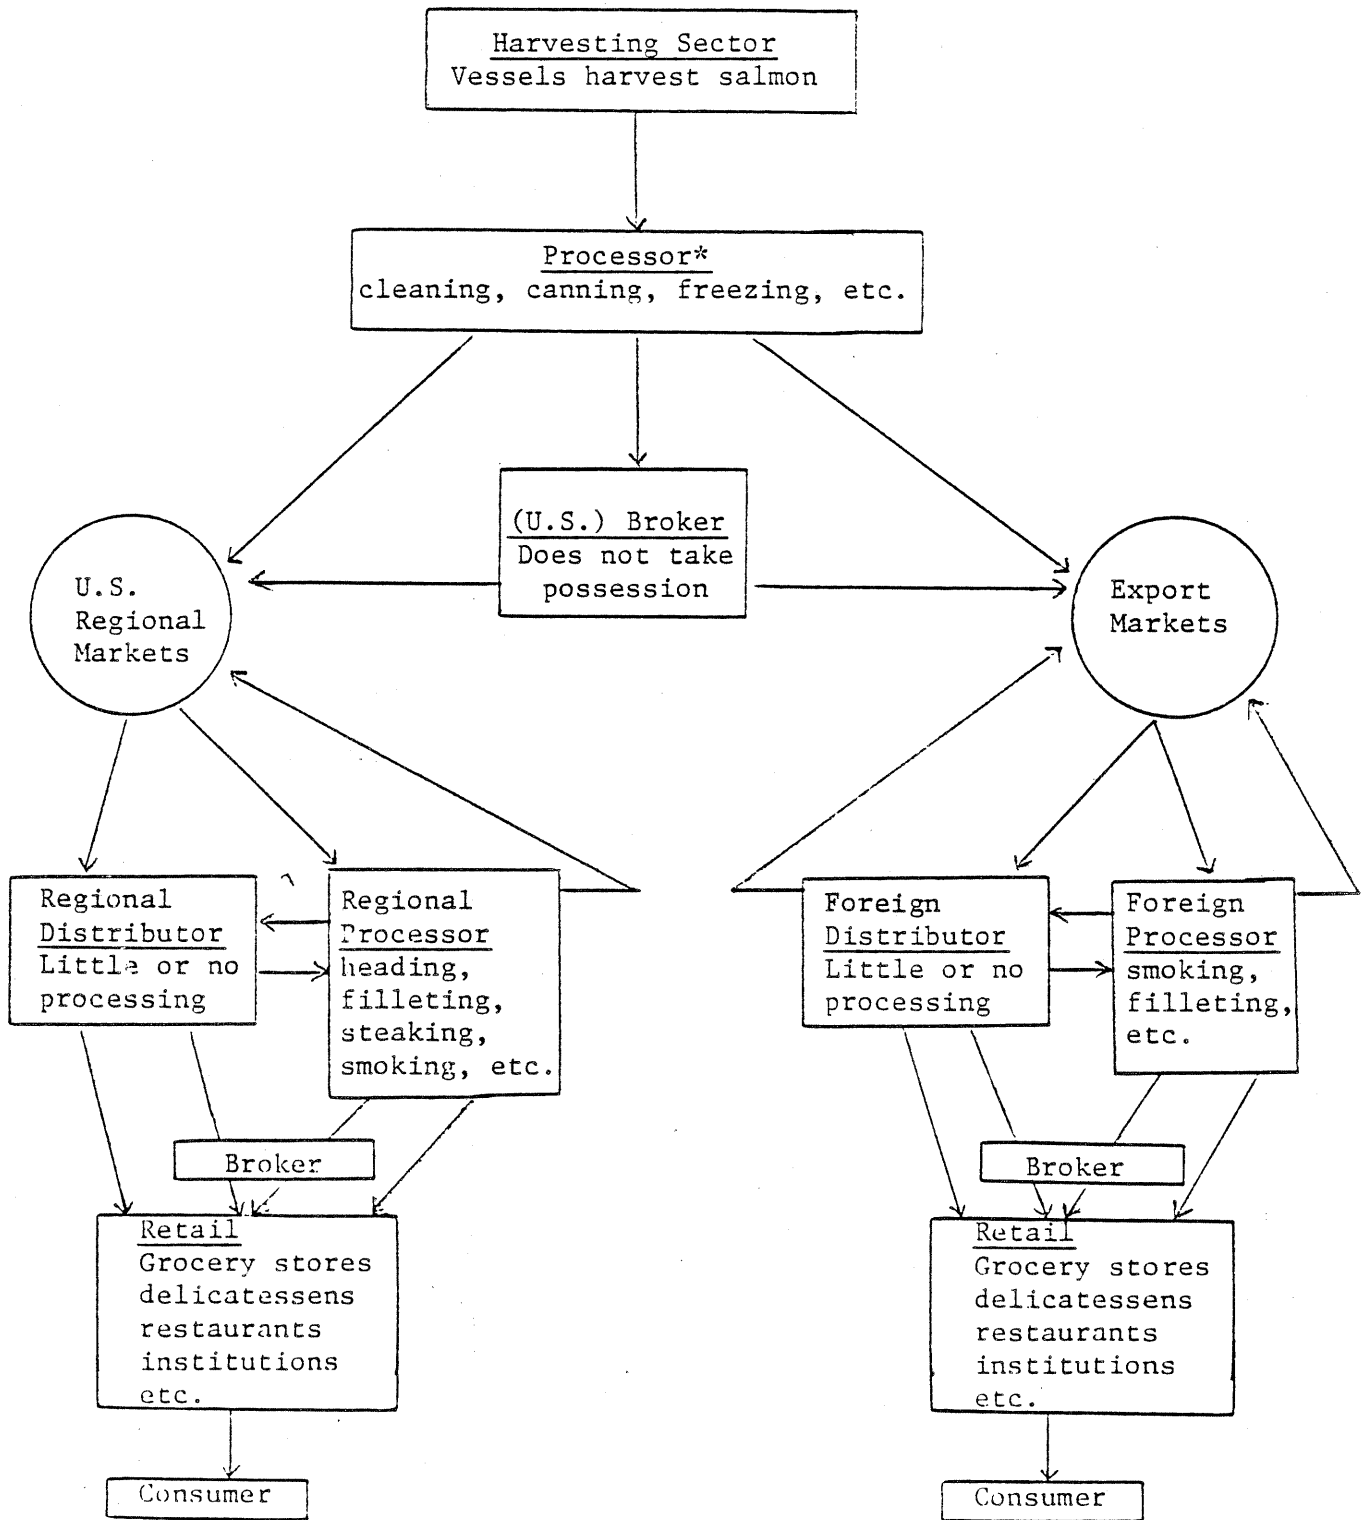 Harvesting Sector
Vessels harvest salmon
Processor*
cleaning, canning, freezing, etc.
(U.S.) Broker
Does not take
possession
U.S.
Regional
Markets
Export
Markets
Regional
Distributor
Little or no
processing
Regional
Processor
heading,
filleting,
steaking,
smoking, etc.
Foreign
Distributor
Little or no
processing
Foreign
Processor
smoking,
filleting,
etc.
Broker
Broker
Retail
Grocery stores
delicatessens
restaurants
institutions
etc.
Retail
Grocery stores
delicatessens
restaurants
institutions
etc.
Consumer
Consumer